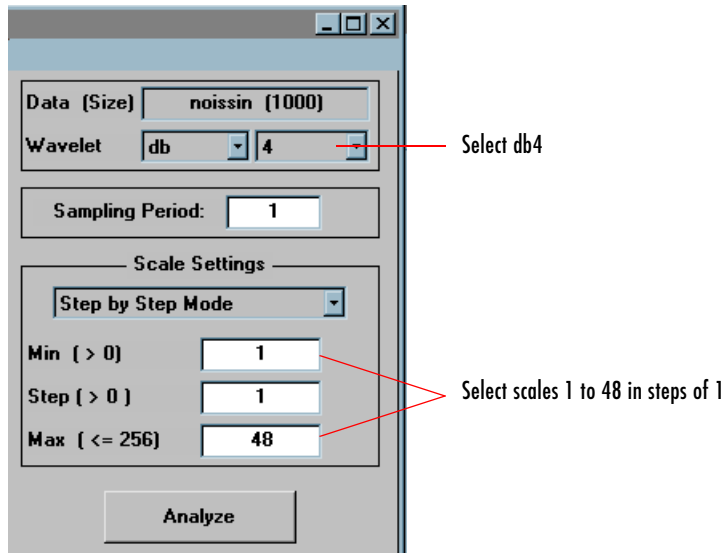 Data (Size) noissin (1000)
Wavelet db 4
Select db4
Sampling Period: 1
Scale Settings
Step by Step Mode
Min ( > 0) 1
Step ( > 0 ) 1
Select scales 1 to 48 in steps of 1
Max ( <= 256) 48
Analyze